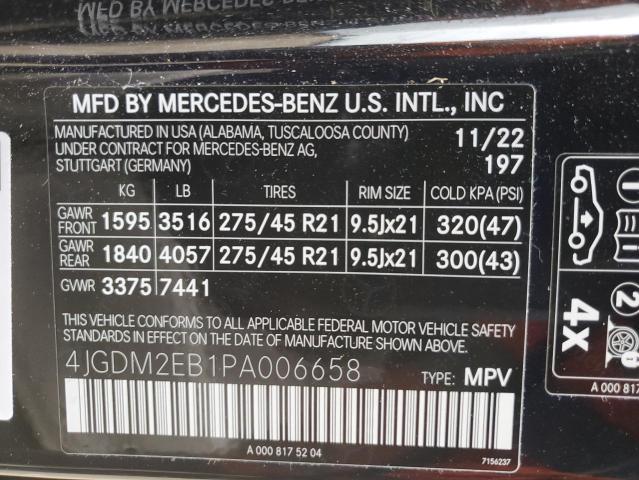 MFD BY MERCEDES-BENZ U.S. INTL., INC
MANUFACTURED IN USA (ALABAMA, TUSCALOOSA COUNTY) 11/22
UNDER CONTRACT FOR MERCEDES-BENZ AG,
STUTTGART (GERMANY) 197
KG LB TIRES RIM SIZE COLD KPA (PSI)
GAWR FRONT 1595 3516 275/45 R21 9.5Jx21 320(47)
GAWR REAR 1840 4057 275/45 R21 9.5Jx21 300(43)
GVWR 3375 7441
THIS VEHICLE CONFORMS TO ALL APPLICABLE FEDERAL MOTOR VEHICLE SAFETY
STANDARDS IN EFFECT ON THE DATE OF MANUFACTURE SHOWN ABOVE.
4JGDM2EB1PA006658 TYPE: MPV
A 000 817 52 04
7156237
2
4x
A 000 8